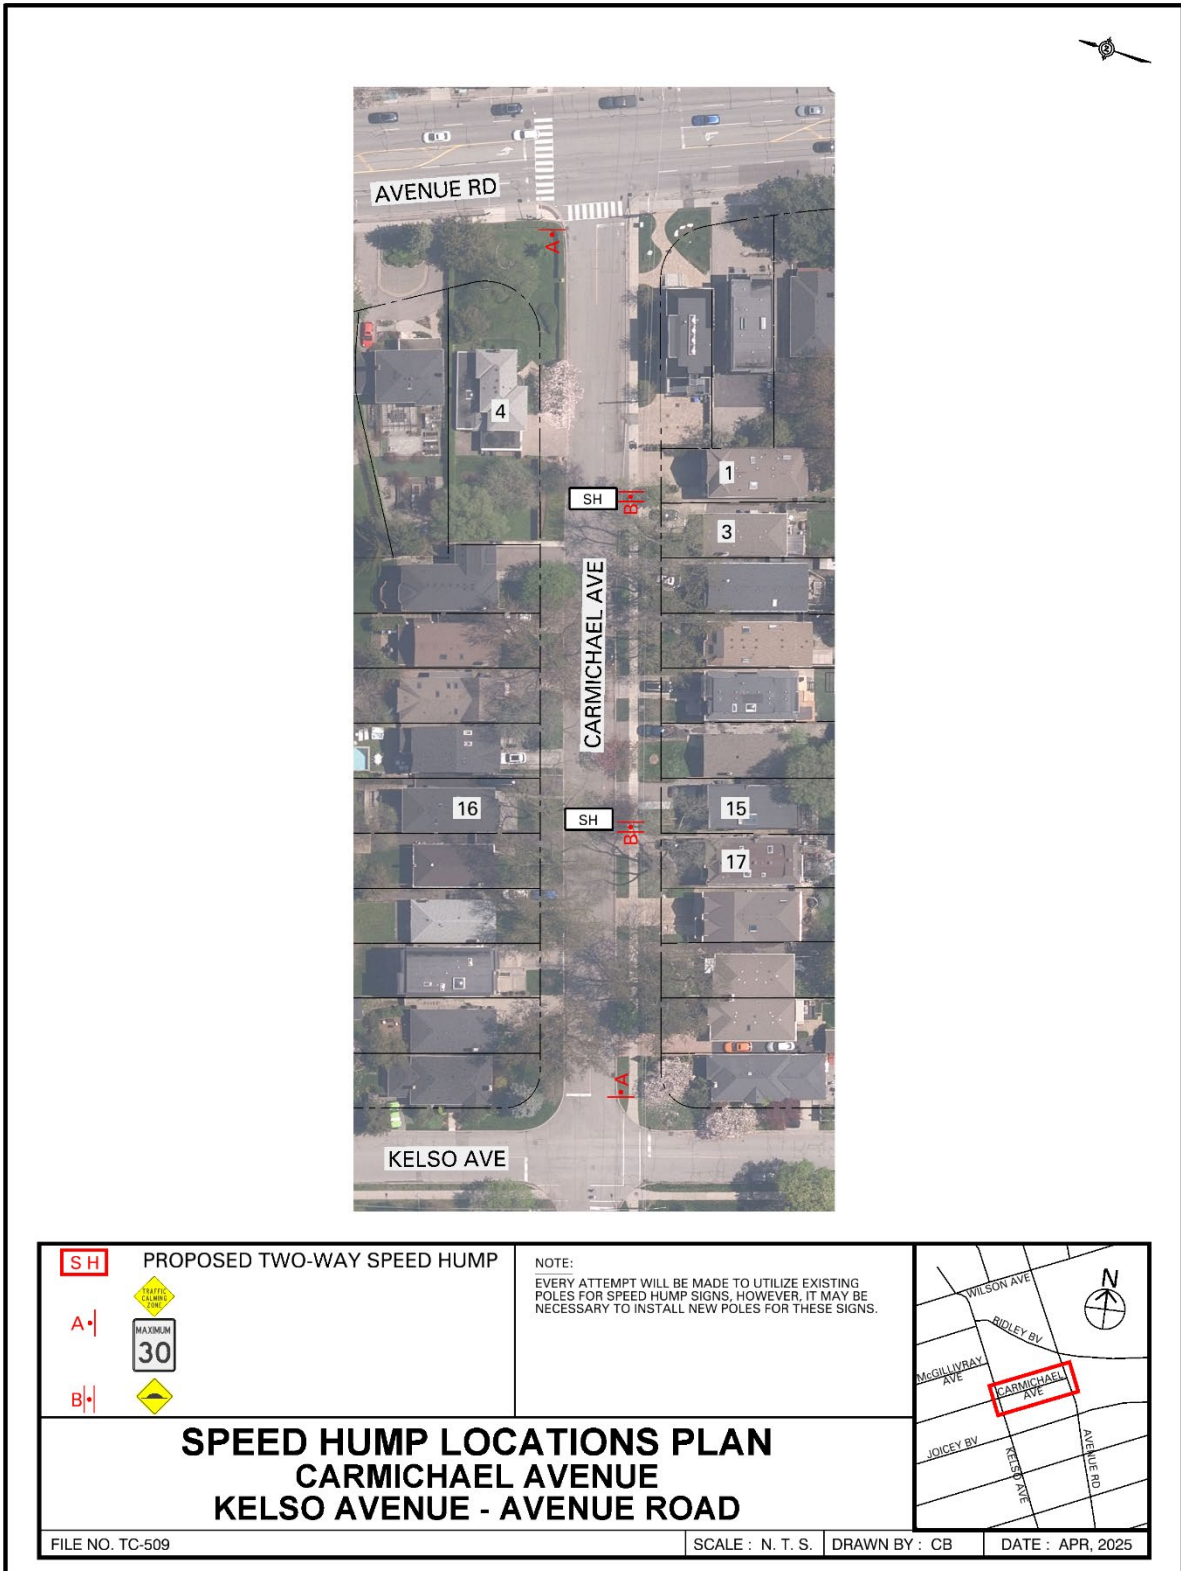 N
AVENUE RD
A
4
1
SH
B
3
CARMICHAEL AVE
16
15
SH
B
17
A
KELSO AVE
SH
PROPOSED TWO-WAY SPEED HUMP
TRAFFIC
CALMING
ZONE
A
MAXIMUM
30
B
NOTE:
EVERY ATTEMPT WILL BE MADE TO UTILIZE EXISTING
POLES FOR SPEED HUMP SIGNS, HOWEVER, IT MAY BE
NECESSARY TO INSTALL NEW POLES FOR THESE SIGNS.
WILSON AVE
N
RIDLEY BV
McGILLIVRAY
AVE
CARMICHAEL
AVE
JOICEY BV
KELSO AVE
AVENUE RD
SPEED HUMP LOCATIONS PLAN
CARMICHAEL AVENUE
KELSO AVENUE - AVENUE ROAD
FILE NO. TC-509
SCALE : N. T. S.
DRAWN BY : CB
DATE : APR, 2025